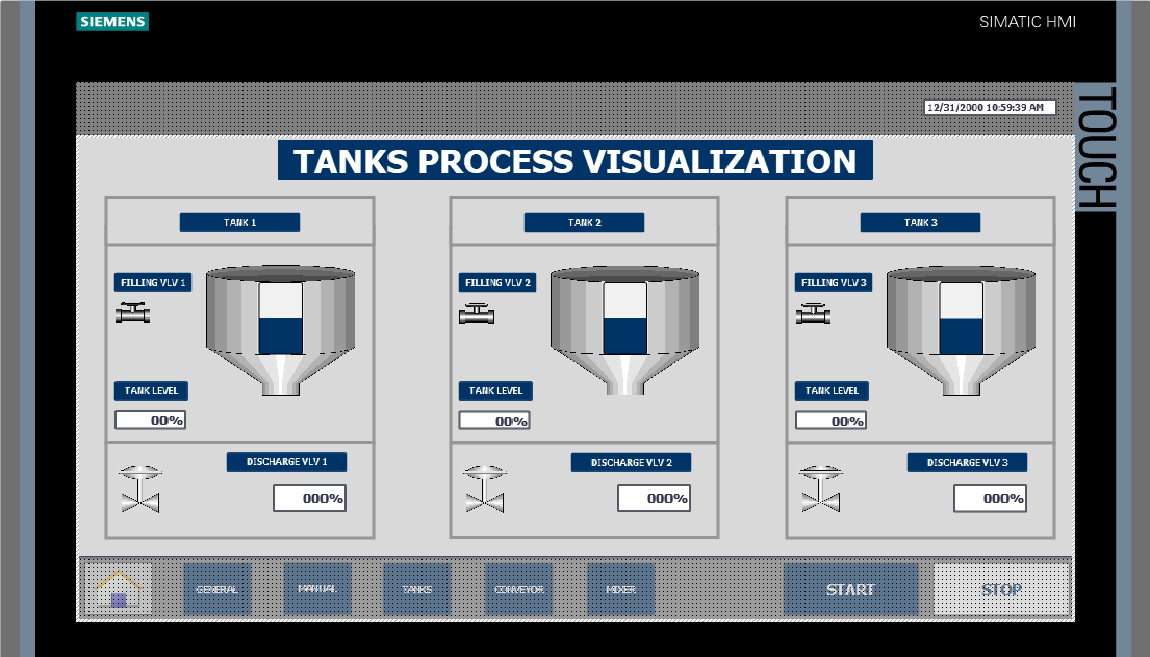 SIEMENS
SIMATIC HMI
TOUCH
12/31/2000 10:59:39 AM
TANKS PROCESS VISUALIZATION
TANK 1
TANK 2
TANK 3
FILLING VLV 1
FILLING VLV 2
FILLING VLV 3
TANK LEVEL
TANK LEVEL
TANK LEVEL
00%
00%
00%
DISCHARGE VLV 1
DISCHARGE VLV 2
DISCHARGE VLV 3
000%
000%
000%
GENERAL
MANUAL
TANKS
CONVEYOR
MIXER
START
STOP